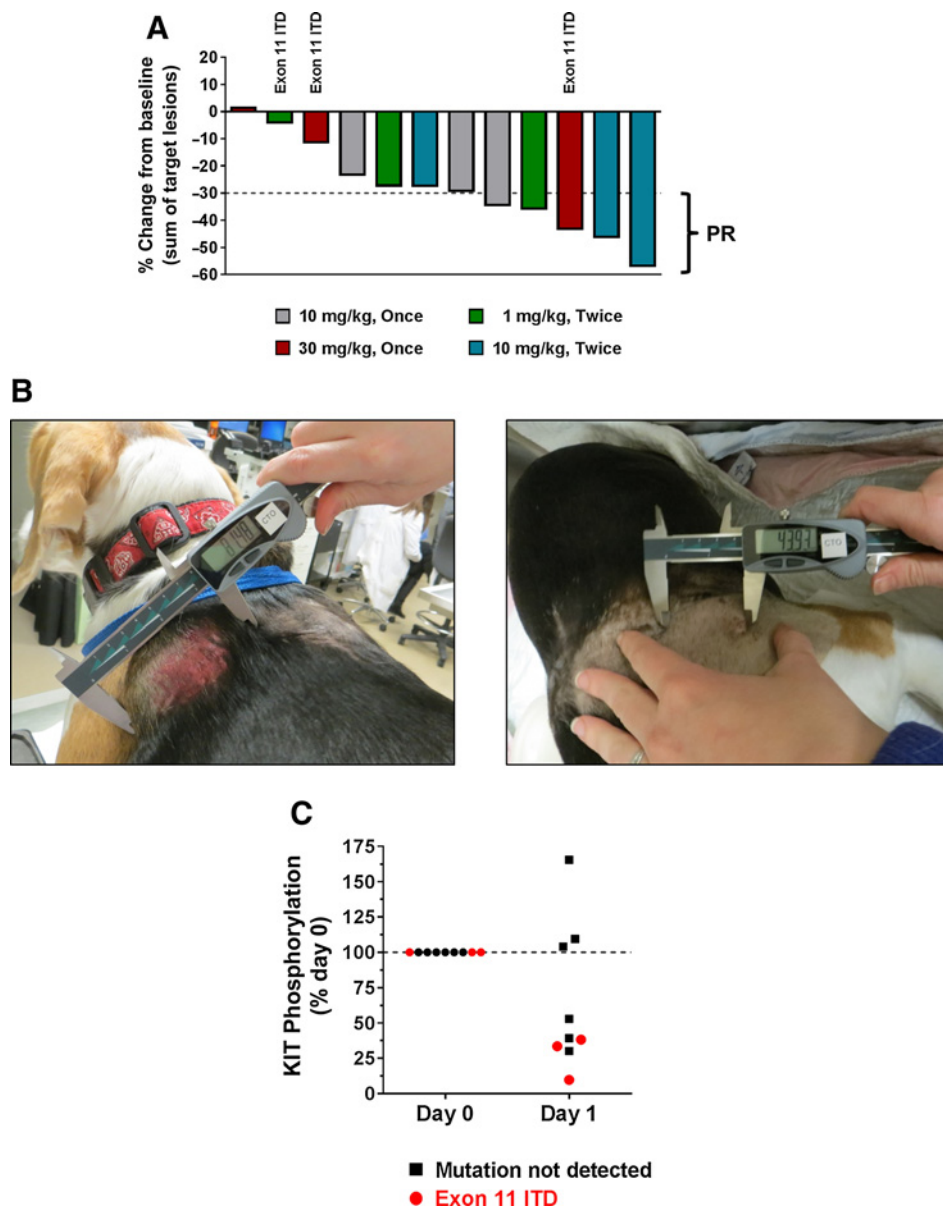 A
Exon 11 ITD
Exon 11 ITD
Exon 11 ITD
% Change from baseline
(sum of target lesions)
20
10
0
-10
-20
-30
-40
-50
-60
PR
10 mg/kg, Once
1 mg/kg, Twice
30 mg/kg, Once
10 mg/kg, Twice
B
CTO
4393
CTO
C
KIT Phosphorylation
(% day 0)
175
150
125
100
75
50
25
0
Day 0
Day 1
Mutation not detected
Exon 11 ITD